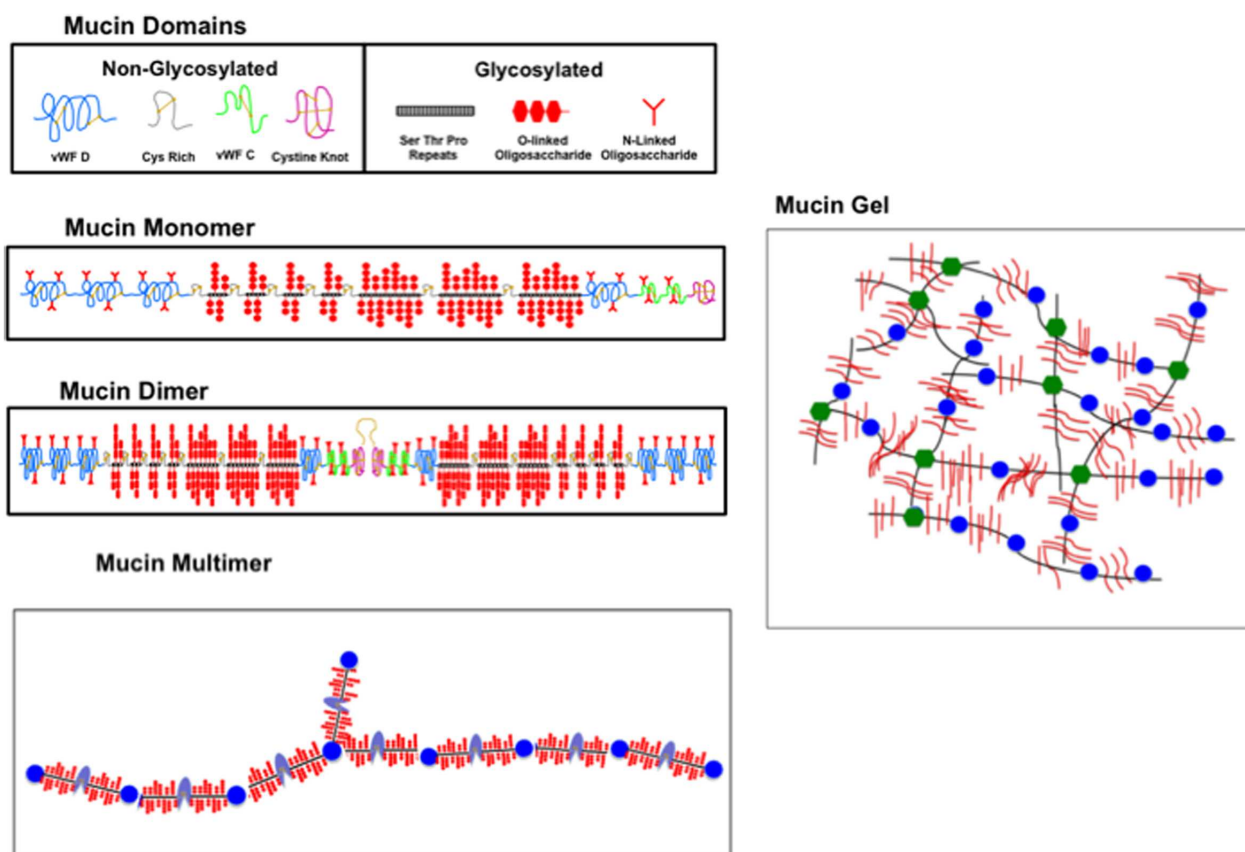 Mucin Domains
Non-Glycosylated
Glycosylated
vWF D
Cys Rich
vWF C
Cystine Knot
Ser Thr Pro
Repeats
O-linked
Oligosaccharide
N-Linked
Oligosaccharide
Mucin Monomer
Mucin Gel
Mucin Dimer
Mucin Multimer